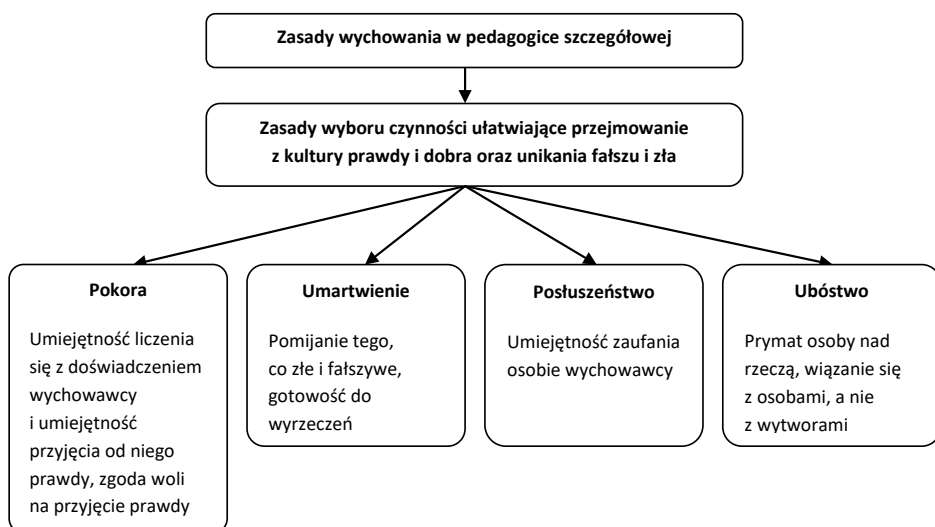 Zasady wychowania w pedagogice szczegółowej
Zasady wyboru czynności ułatwiające przejmowanie
z kultury prawdy i dobra oraz unikania fałszu i zła
Pokora
Umiejętność liczenia
się z doświadczeniem
wychowawcy
i umiejętność
przyjęcia od niego
prawdy, zgoda woli
na przyjęcie prawdy
Umartwienie
Pomijanie tego,
co złe i fałszywe,
gotowość do
wyrzeczeń
Posłuszeństwo
Umiejętność zaufania
osobie wychowawcy
Ubóstwo
Prymat osoby nad
rzeczą, wiązanie się
z osobami, a nie
z wytworami